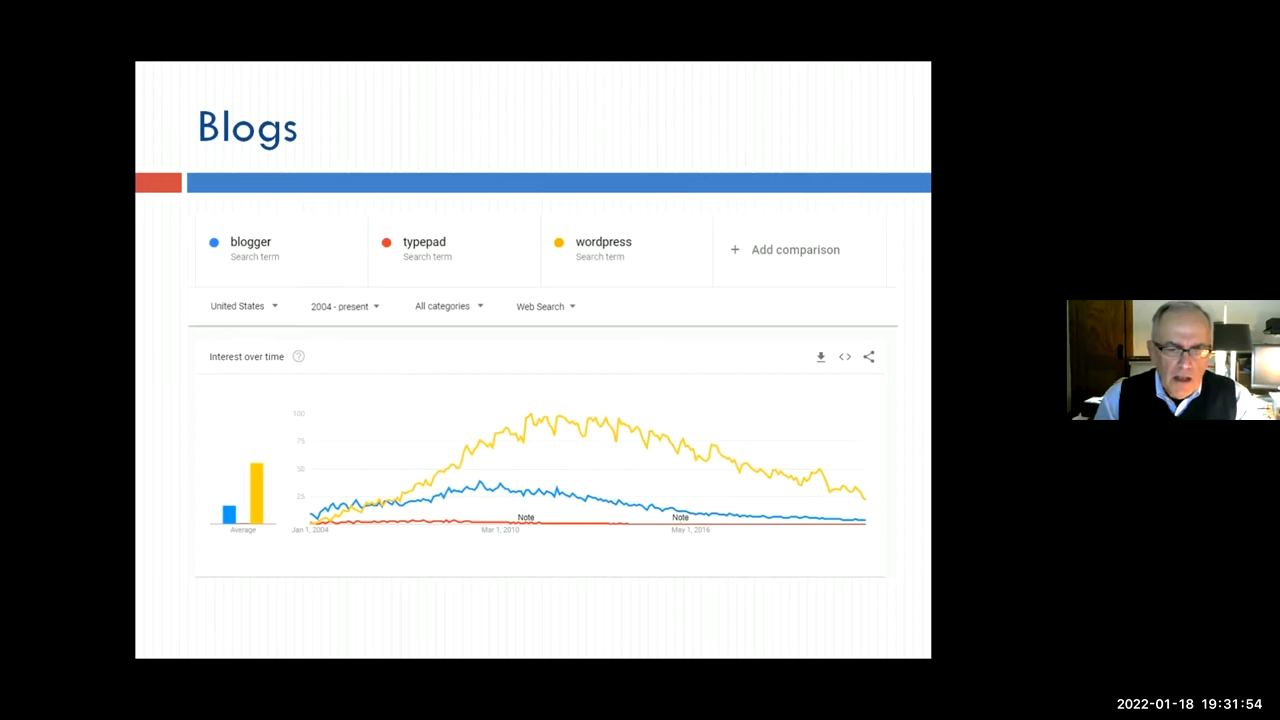 Blogs
blogger
Search term
typepad
Search term
wordpress
Search term
+ Add comparison
United States
2004 - present
All categories
Web Search
Interest over time
100
75
50
25
Note
Note
Average
Jan 1, 2004
Mar 1, 2010
May 1, 2016
2022-01-18 19:31:54